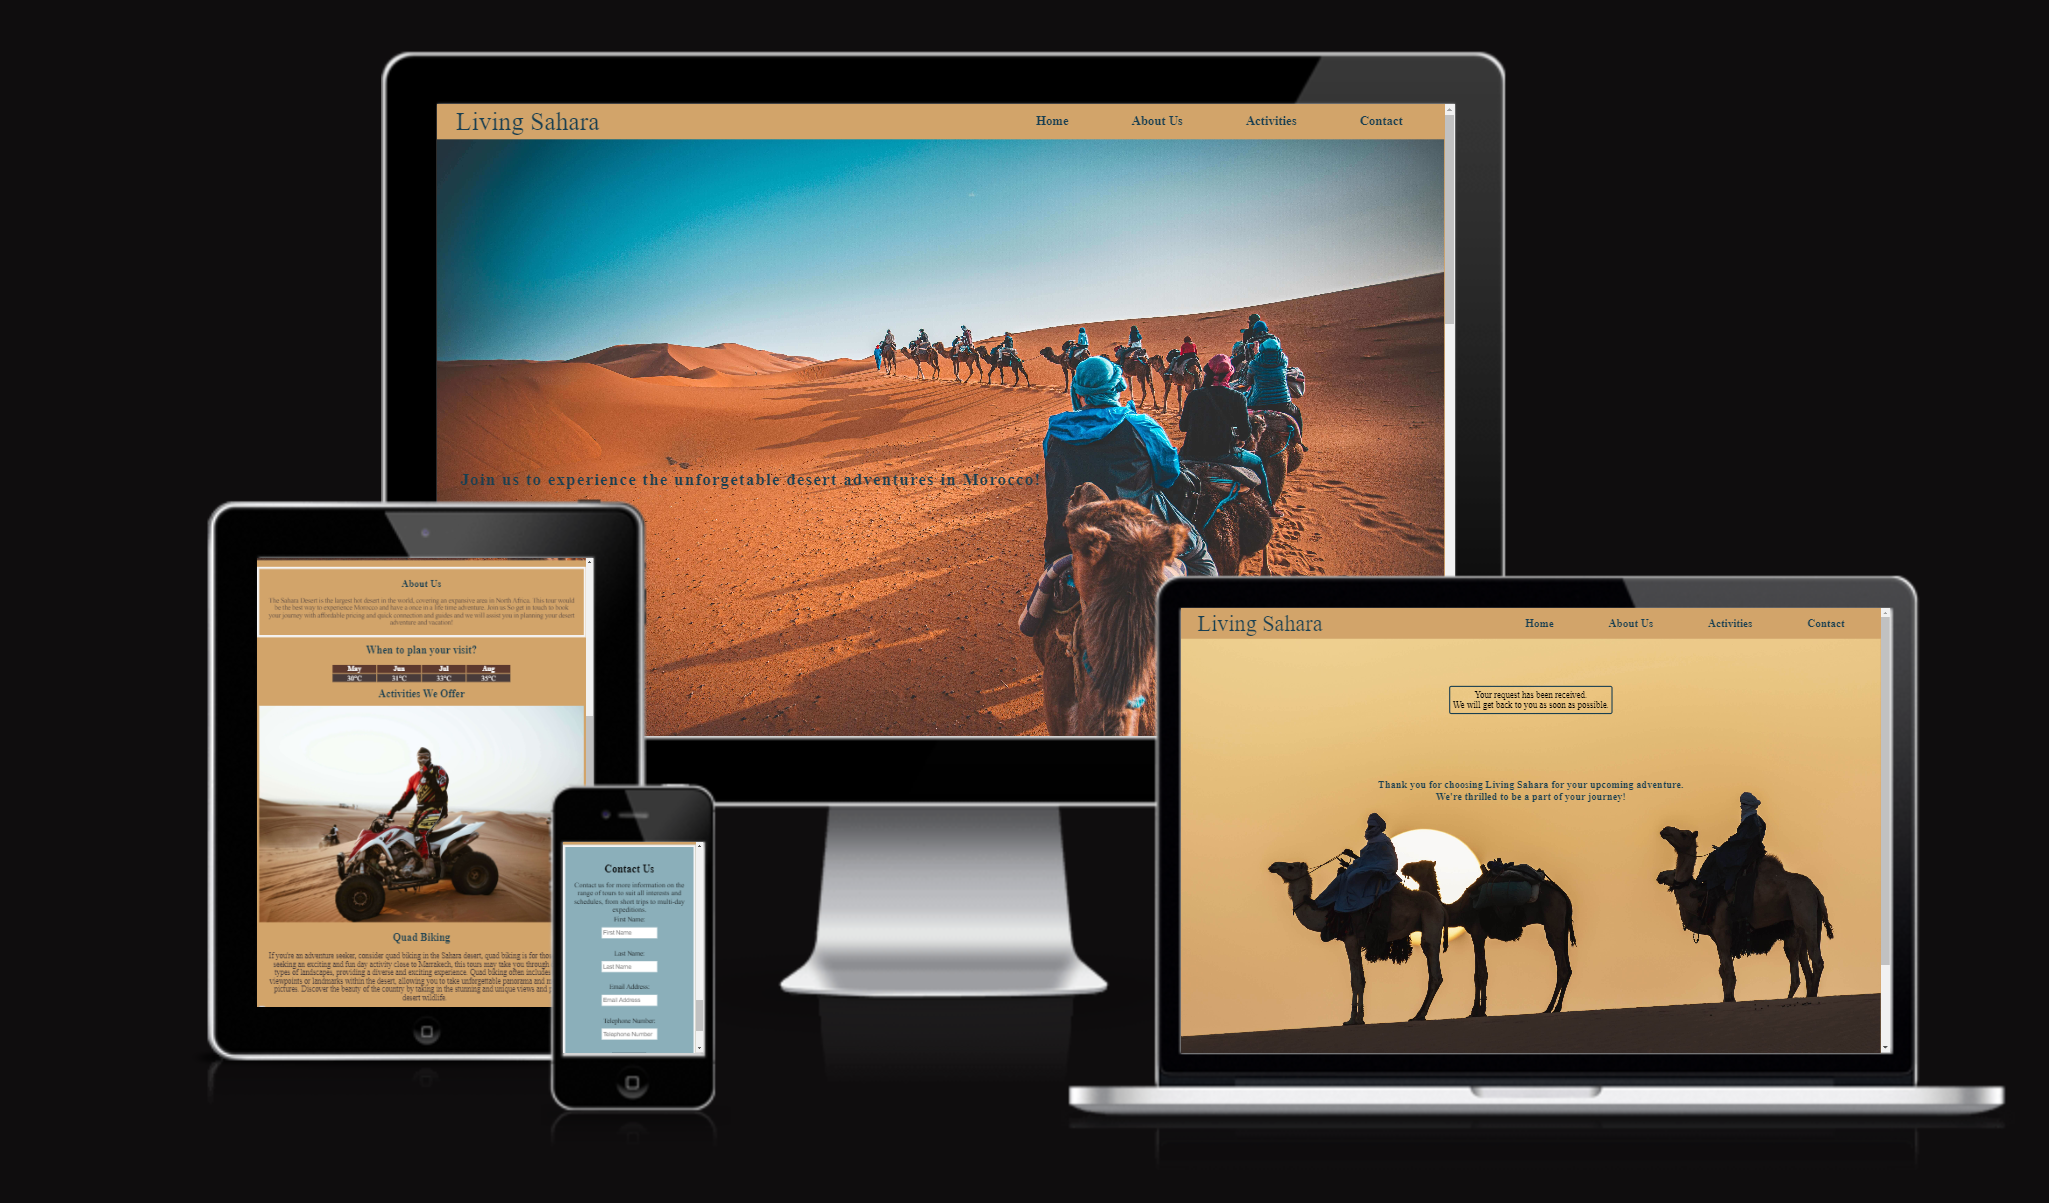 Living Sahara
Home About Us Activities Contact
Join us to experience the unforgetable desert adventures in Morocco!
About Us
The Sahara Desert is the largest hot desert in the world, covering an expansive area in North Africa. This tour would
be the best way to experience Morocco and have a once in a life time adventure. Join us So get in touch to book
your journey with affordable pricing and quick connection and guides and we will assist you in planning your desert
adventure and vacation!
When to plan your visit?
May Jun Jul Aug
30°C 31°C 33°C 35°C
Activities We Offer
Quad Biking
If you're an adventure seeker, consider quad biking in the Sahara desert, quad biking is for
seeking an exciting and fun day activity close to Marrakech, this tours may take you through
types of landscapes, providing a diverse and exciting experience. Quad biking often includes
viewpoints or landmarks within the desert, allowing you to take unforgettable panorama and
pictures. Discover the beauty of the country by taking in the stunning and unique views and
desert wildlife.
Contact Us
Contact us for more information on the
range of tours to suit all interests and
schedules, from short trips to multi-day
expeditions.
First Name:
First Name
Last Name:
Last Name
Email Address:
Email Address
Telephone Number:
Telephone Number
Living Sahara
Home About Us Activities Contact
Your request has been received.
We will get back to you as soon as possible.
Thank you for choosing Living Sahara for your upcoming adventure.
We're thrilled to be a part of your journey!